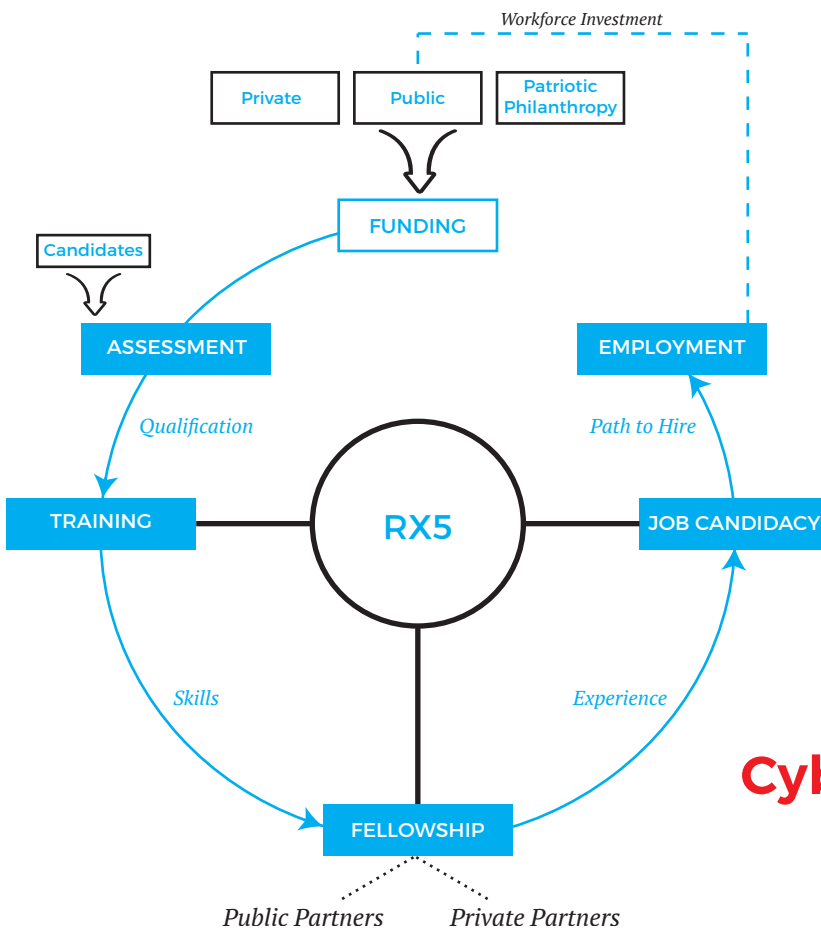 Workforce Investment
Private
Public
Patriotic
Philanthropy
FUNDING
Candidates
ASSESSMENT
EMPLOYMENT
Qualification
Path to Hire
TRAINING
RX5
JOB CANDIDACY
Skills
Experience
FELLOWSHIP
Public Partners
Private Partners